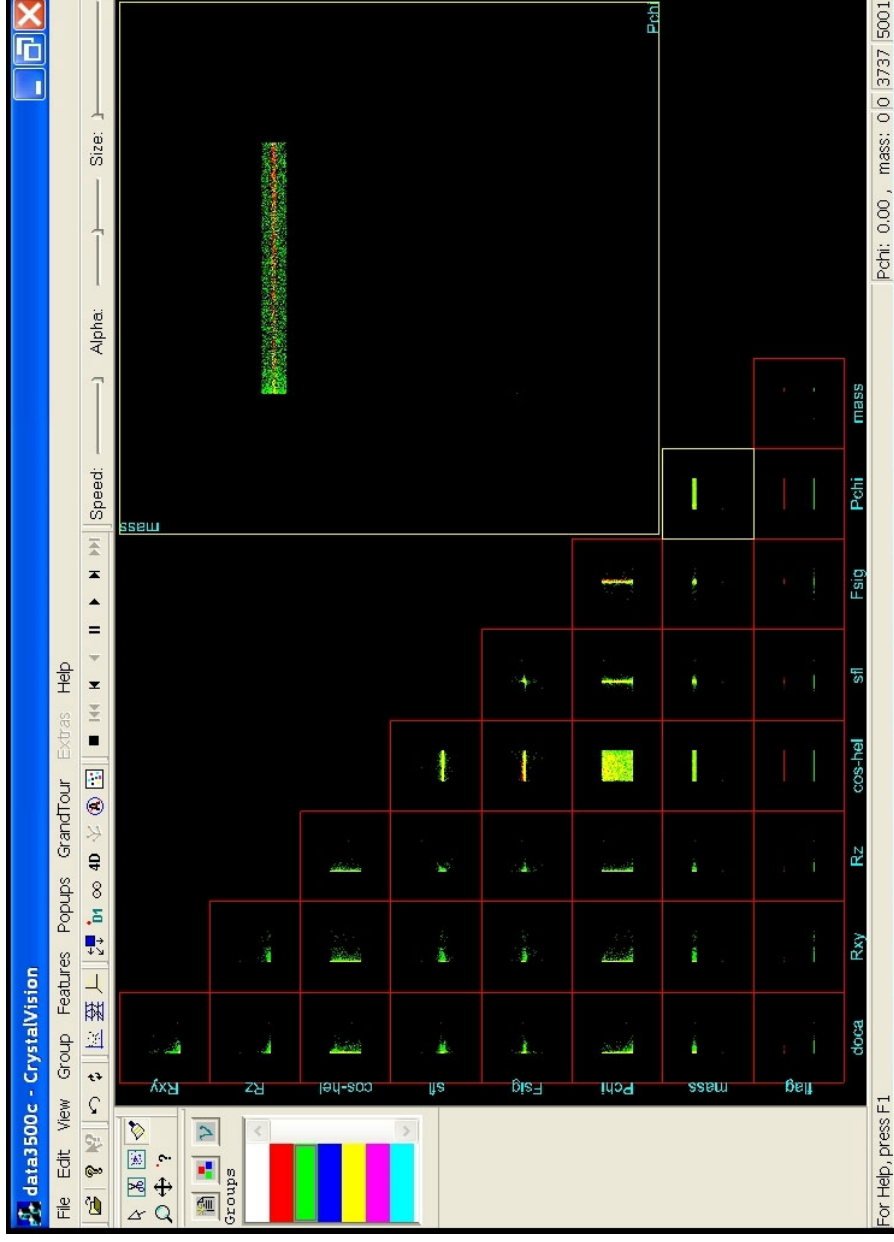 data3500c - CrystalVision
File Edit View Group Features Popups GrandTour Extras Help
D1 4D A Speed: Alpha: Size:
Groups
mass
Pchi
Rxy
Rz
cos-hel
sfl
Fsig
Pchi
mass
flag
doca Rxy Rz cos-hel sfl Fsig Pchi mass
For Help, press F1 Pchi: 0.00 , mass: 0 0 3737 5001